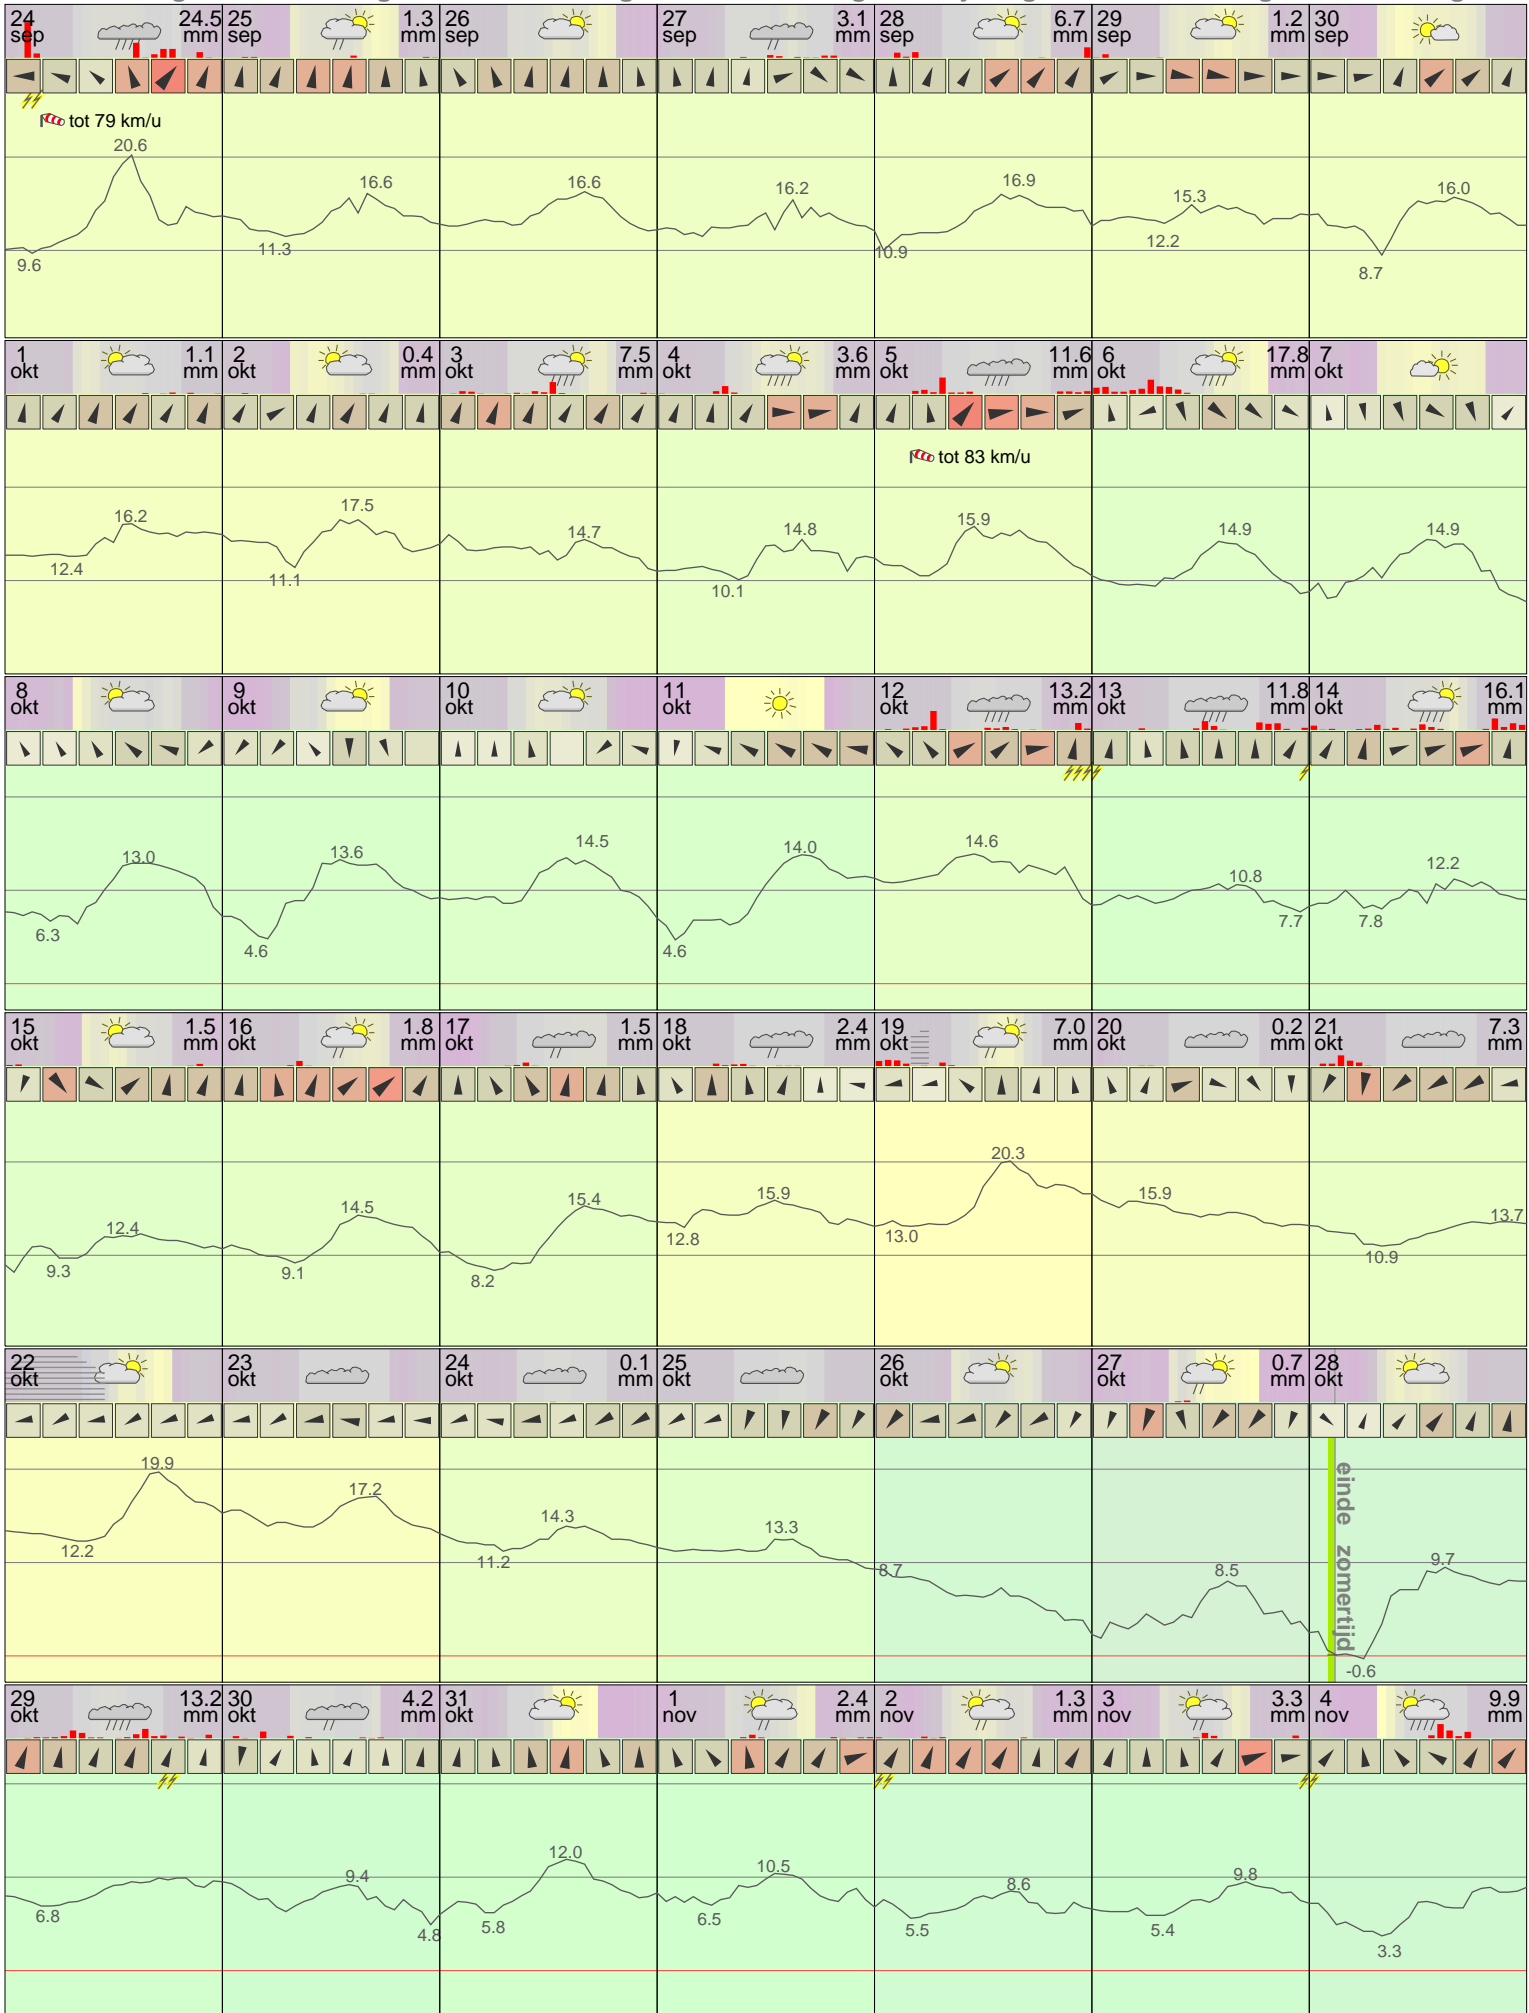 24 sep 24.5 mm 25 sep 1.3 mm 26 sep 27 sep 3.1 mm 28 sep 6.7 mm 29 sep 1.2 mm 30 sep
tot 79 km/u
20.6 16.6 16.6 16.2 16.9 15.3 16.0
9.6 11.3 10.9 12.2 8.7
1 okt 1.1 mm 2 okt 0.4 mm 3 okt 7.5 mm 4 okt 3.6 mm 5 okt 11.6 mm 6 okt 17.8 mm 7 okt
tot 83 km/u
16.2 17.5 14.7 14.8 15.9 14.9 14.9
12.4 11.1 10.1
8 okt 9 okt 10 okt 11 okt 12 okt 13.2 mm 13 okt 11.8 mm 14 okt 16.1 mm
13.0 13.6 14.5 14.0 14.6 10.8 12.2
6.3 4.6 4.6 7.7 7.8
15 okt 1.5 mm 16 okt 1.8 mm 17 okt 1.5 mm 18 okt 2.4 mm 19 okt 7.0 mm 20 okt 0.2 mm 21 okt 7.3 mm
12.4 14.5 15.4 15.9 20.3 15.9 13.7
9.3 9.1 8.2 12.8 13.0 10.9
22 okt 23 okt 24 okt 0.1 mm 25 okt 26 okt 27 okt 0.7 mm 28 okt
19.9 17.2 14.3 13.3 8.7 8.5 9.7
12.2 11.2 -0.6
einde zomertijd
29 okt 13.2 mm 30 okt 4.2 mm 31 okt 1 nov 2.4 mm 2 nov 1.3 mm 3 nov 3.3 mm 4 nov 9.9 mm
9.4 12.0 10.5 8.6 9.8
6.8 4.8 5.8 6.5 5.5 5.4 3.3